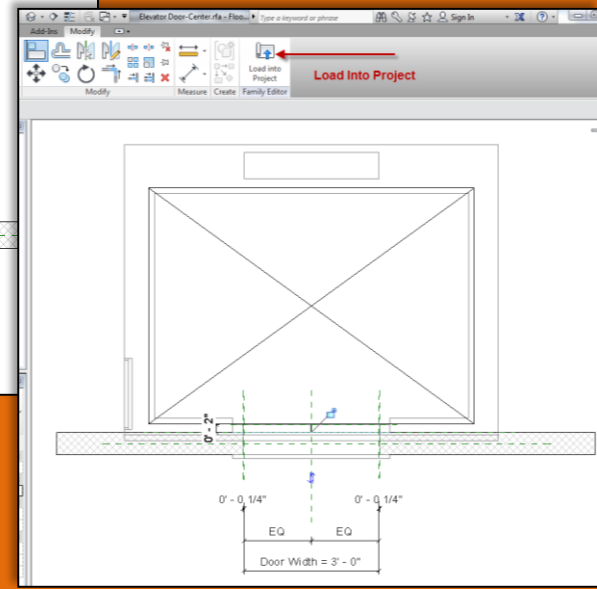 Elevator Door-Center.rfa - Floo... Type a keyword or phrase Sign In
Add-Ins Modify
Load into
Project
Load Into Project
Modify Measure Create Family Editor
0' - 2"
0' - 0 1/4" 0' - 0 1/4"
EQ EQ
Door Width = 3' - 0"